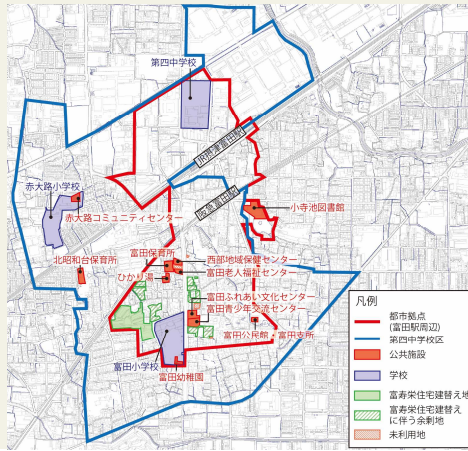 第四中学校
JR摂津富田駅
赤大路小学校
阪急富田駅
小寺池図書館
赤大路コミュニティセンター
富田保育所
西部地域保健センター
北昭和台保育所
富田老人福祉センター
ひかり湯
富田ふれあい文化センター
富田青少年交流センター
富田公民館・富田支所
富田小学校
富田幼稚園
凡例
都市拠点
(富田駅周辺)
第四中学校区
公共施設
学校
富寿栄住宅建替え地
富寿栄住宅建替え
に伴う余剰地
未利用地